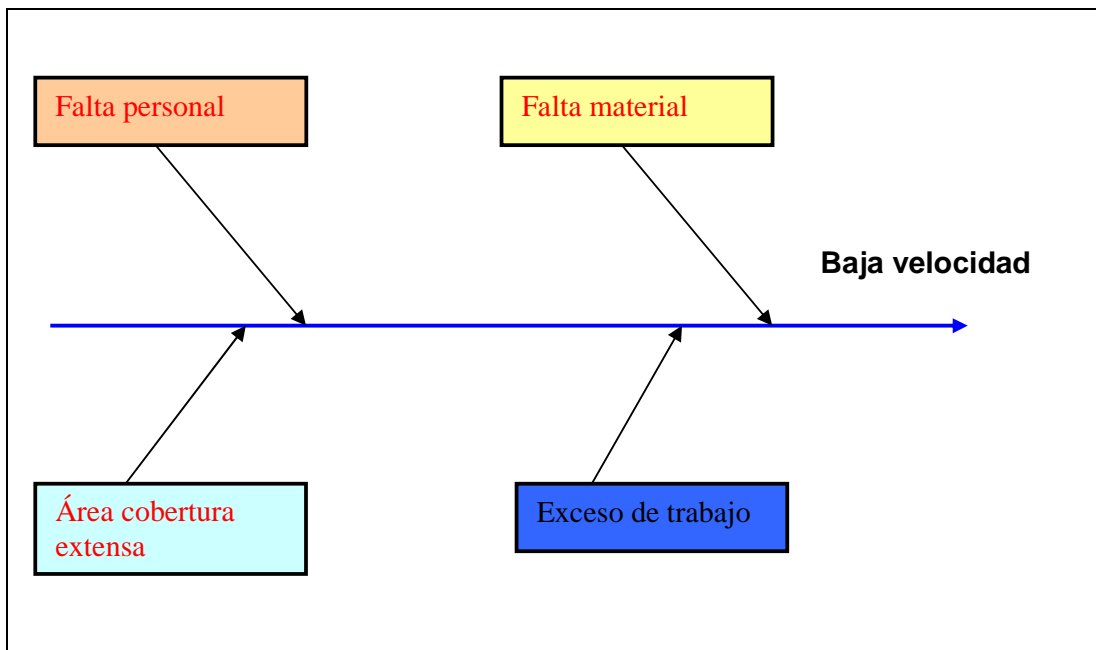 Falta personal
Falta material
Baja velocidad
Área cobertura
extensa
Exceso de trabajo